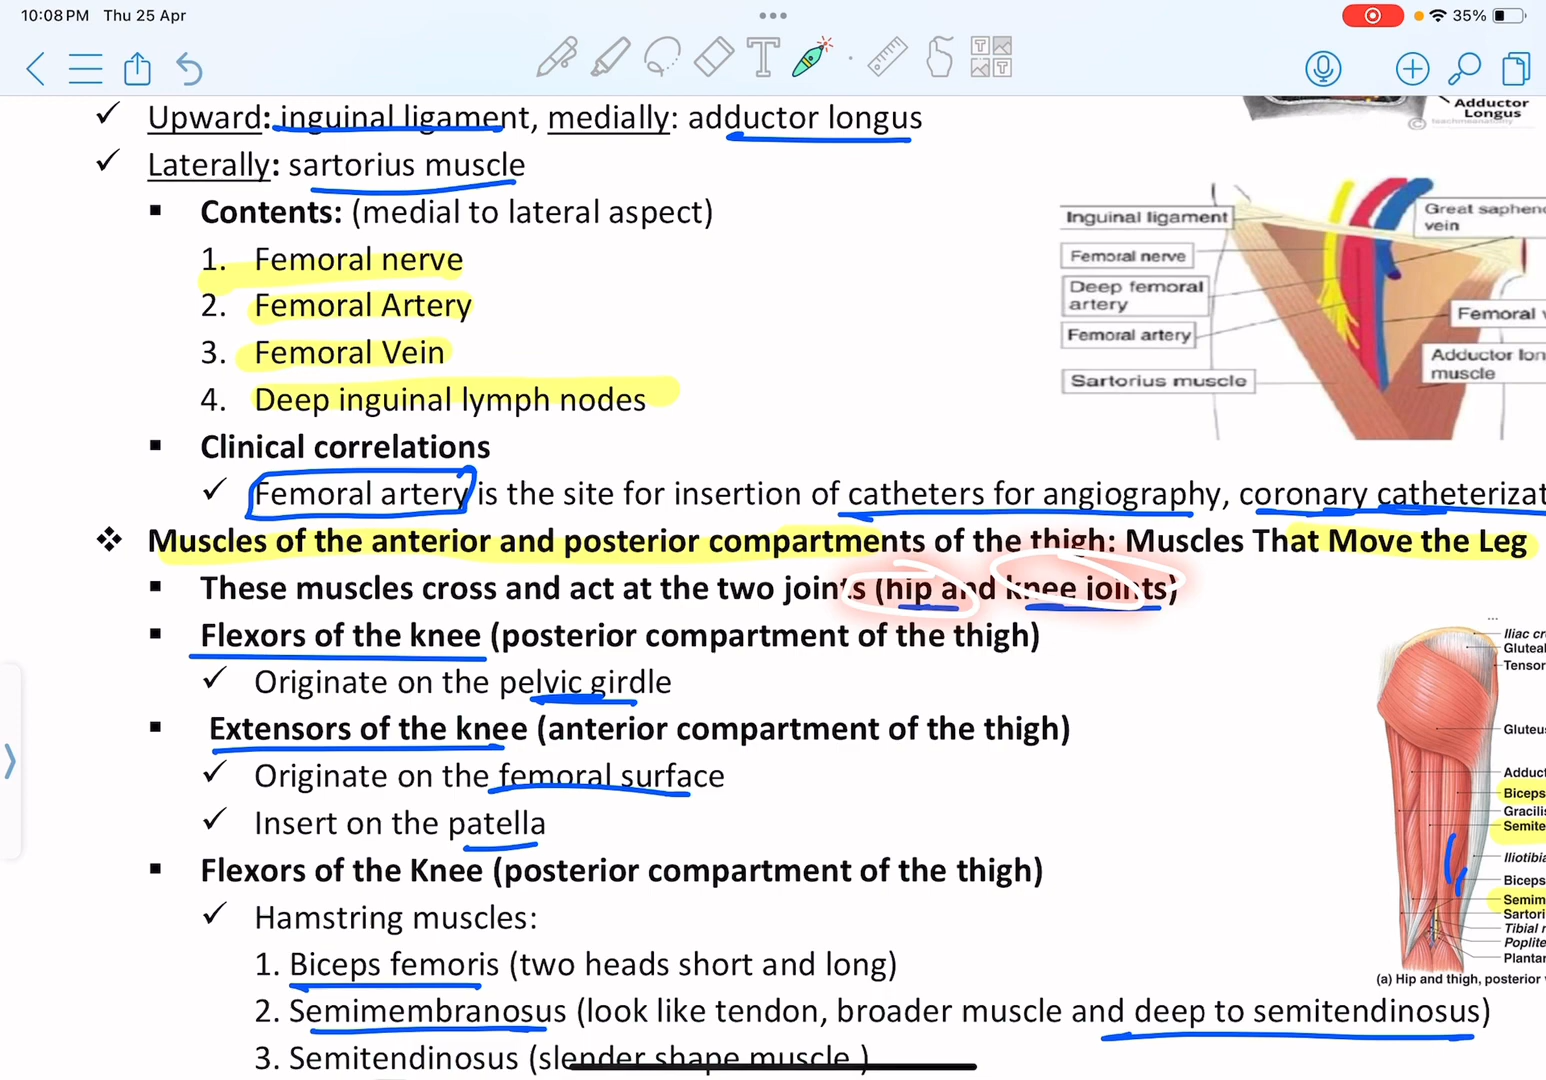 10:08 PM Thu 25 Apr
35%
✓ Upward: inguinal ligament, medially: adductor longus
✓ Laterally: sartorius muscle
▪ Contents: (medial to lateral aspect)
1. Femoral nerve
2. Femoral Artery
3. Femoral Vein
4. Deep inguinal lymph nodes
▪ Clinical correlations
✓ Femoral artery is the site for insertion of catheters for angiography, coronary catheterizat
❖ Muscles of the anterior and posterior compartments of the thigh: Muscles That Move the Leg
▪ These muscles cross and act at the two joints (hip and knee joints)
▪ Flexors of the knee (posterior compartment of the thigh)
✓ Originate on the pelvic girdle
▪ Extensors of the knee (anterior compartment of the thigh)
✓ Originate on the femoral surface
✓ Insert on the patella
▪ Flexors of the Knee (posterior compartment of the thigh)
✓ Hamstring muscles:
1. Biceps femoris (two heads short and long)
2. Semimembranosus (look like tendon, broader muscle and deep to semitendinosus)
3. Semitendinosus (slender shape muscle )
Adductor
Longus
Inguinal ligament
Great saphen
vein
Femoral nerve
Deep femoral
artery
Femoral v
Femoral artery
Adductor lon
muscle
Sartorius muscle
Iliac cr
Gluteal
Tensor
Gluteu
Adduct
Biceps
Gracilis
Semite
Iliotibia
Biceps
Semim
Sartori
Tibial n
Poplite
Plantar
(a) Hip and thigh, posterior